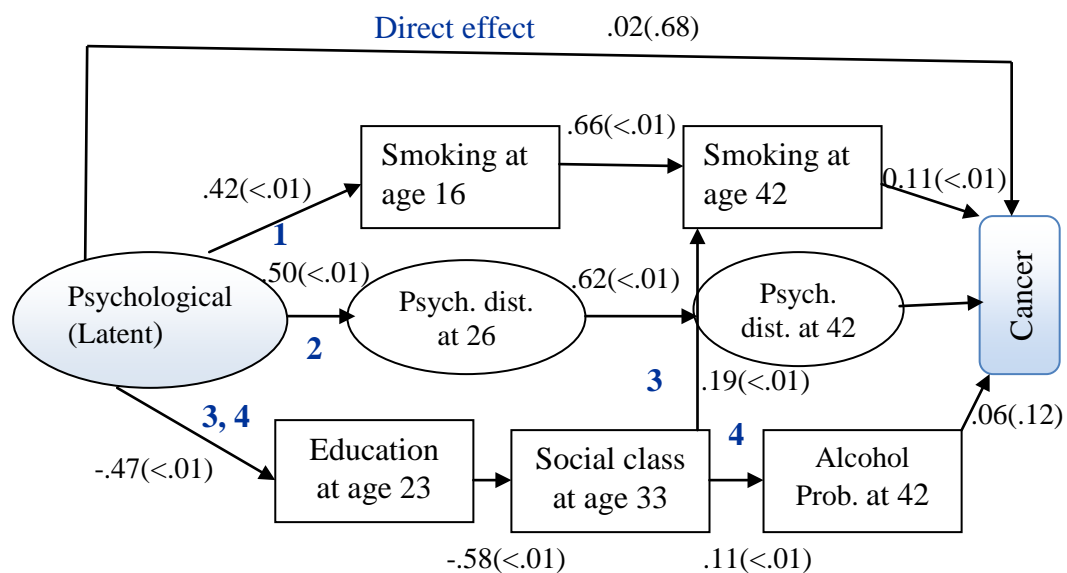 Direct effect .02(.68)
.66(<.01)
Smoking at
age 16
Smoking at
age 42
.42(<.01)
0.11(<.01)
1
.50(<.01)
.62(<.01)
Psychological
(Latent)
Psych. dist.
at 26
Psych.
dist. at 42
Cancer
2
3
.19(<.01)
3, 4
4
.06(.12)
-.47(<.01)
Education
at age 23
Social class
at age 33
Alcohol
Prob. at 42
-.58(<.01)
.11(<.01)